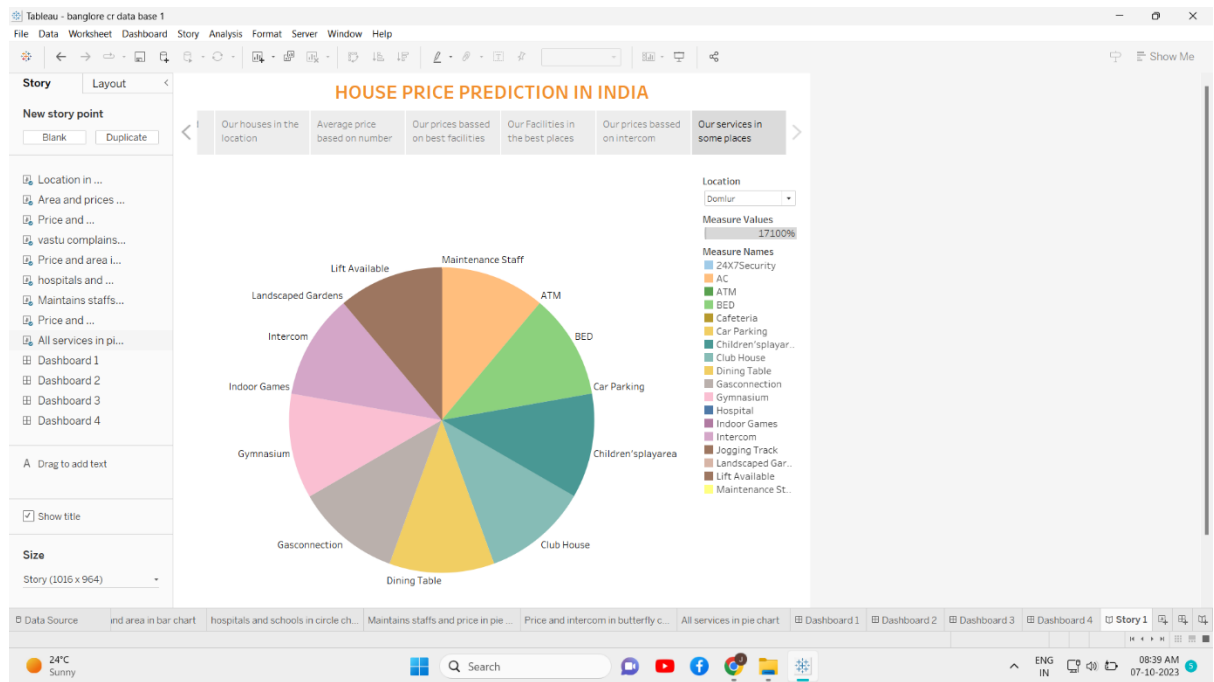 Tableau - banglore cr data base 1
File Data Worksheet Dashboard Story Analysis Format Server Window Help
Show Me
Story
Layout
New story point
Blank
Duplicate
Location in ...
Area and prices ...
Price and ...
vastu complains...
Price and area i...
hospitals and ...
Maintains staffs...
Price and ...
All services in pi...
Dashboard 1
Dashboard 2
Dashboard 3
Dashboard 4
A Drag to add text
Show title
Size
Story (1016 x 964)
HOUSE PRICE PREDICTION IN INDIA
Our houses in the
location
Average price
based on number
Our prices bassed
on best facilities
Our Facilities in
the best places
Our prices bassed
on intercom
Our services in
some places
Maintenance Staff
Lift Available
Landscaped Gardens
ATM
Intercom
BED
Indoor Games
Car Parking
Gymnasium
Children'splayarea
Gasconnection
Club House
Dining Table
Location
Domlur
Measure Values
17100%
Measure Names
24X7Security
AC
ATM
BED
Cafeteria
Car Parking
Children'splayar..
Club House
Dining Table
Gasconnection
Gymnasium
Hospital
Indoor Games
Intercom
Jogging Track
Landscaped Gar..
Lift Available
Maintenance St..
Data Source
nd area in bar chart
hospitals and schools in circle ch...
Maintains staffs and price in pie ...
Price and intercom in butterfly c...
All services in pie chart
Dashboard 1
Dashboard 2
Dashboard 3
Dashboard 4
Story 1
24°C
Sunny
Search
ENG
IN
08:39 AM
07-10-2023
5